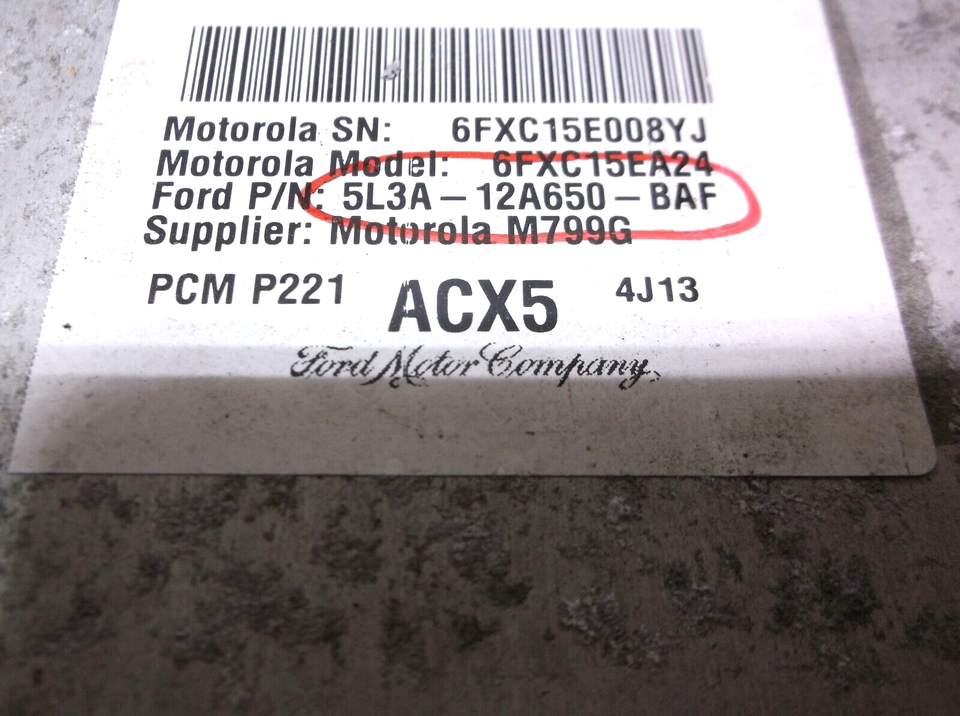 Motorola SN: 6FXC15E008YJ
Motorola Model: 6FXC15EA24
Ford P/N: 5L3A – 12A650 – BAF
Supplier: Motorola M799G
PCM P221 ACX5 4J13
Ford Motor Company,